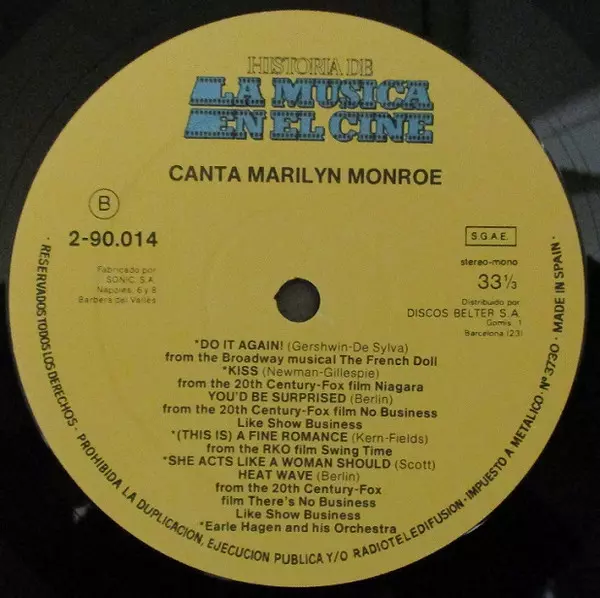 HISTORIA DE
LA MUSICA
EN EL CINE
CANTA MARILYN MONROE
B
2-90.014
S.G.A.E.
stereo-mono
33 1/3
Fabricado por
SONIC, S.A.
Napoles, 6 y 8
Barbera del Vallés
Distribuido por
DISCOS BELTER S.A.
Gomis, 1
Barcelona (23)
*DO IT AGAIN! (Gershwin-De Sylva)
from the Broadway musical The French Doll
*KISS (Newman-Gillespie)
from the 20th Century-Fox film Niagara
YOU'D BE SURPRISED (Berlin)
from the 20th Century-Fox film No Business
Like Show Business
*(THIS IS) A FINE ROMANCE (Kern-Fields)
from the RKO film Swing Time
*SHE ACTS LIKE A WOMAN SHOULD (Scott)
HEAT WAVE (Berlin)
from the 20th Century-Fox
film There's No Business
Like Show Business
*Earle Hagen and his Orchestra
· RESERVADOS TODOS LOS DERECHOS · PROHIBIDA LA DUPLICACION, EJECUCION PUBLICA Y/O RADIOTELEDIFUSION · IMPUESTO A METALICO · Nº 3730 · MADE IN SPAIN ·